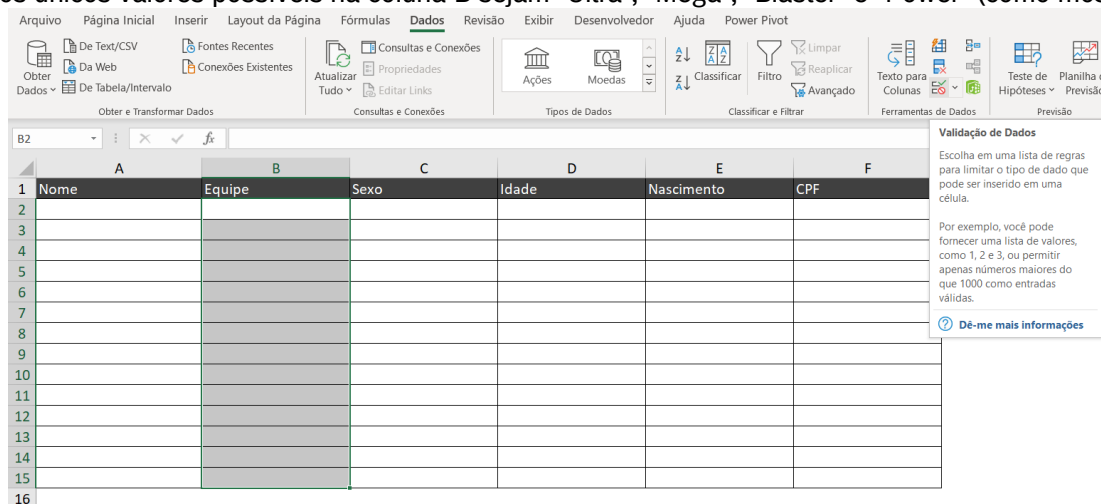 os únicos valores possíveis na coluna B sejam "Ultra", "Mega", "Blaster" e "Power" (como
Arquivo Página Inicial Inserir Layout da Página Fórmulas Dados Revisão Exibir Desenvolvedor Ajuda Power Pivot
Obter Dados
De Text/CSV
Da Web
De Tabela/Intervalo
Fontes Recentes
Conexões Existentes
Obter e Transformar Dados
Atualizar Tudo
Consultas e Conexões
Propriedades
Editar Links
Consultas e Conexões
Ações
Moedas
Tipos de Dados
Classificar
Filtro
Limpar
Reaplicar
Avançado
Classificar e Filtrar
Texto para
Colunas
Ferramentas de Dados
Teste de
Hipóteses
Planilha
Previsão
Previsão
B2
fx
Validação de Dados
Escolha em uma lista de regras
para limitar o tipo de dado que
pode ser inserido em uma
célula.
Por exemplo, você pode
fornecer uma lista de valores,
como 1, 2 e 3, ou permitir
apenas números maiores do
que 1000 como entradas
válidas.
Dê-me mais informações
A B C D E F
1 Nome Equipe Sexo Idade Nascimento CPF
2
3
4
5
6
7
8
9
10
11
12
13
14
15
16